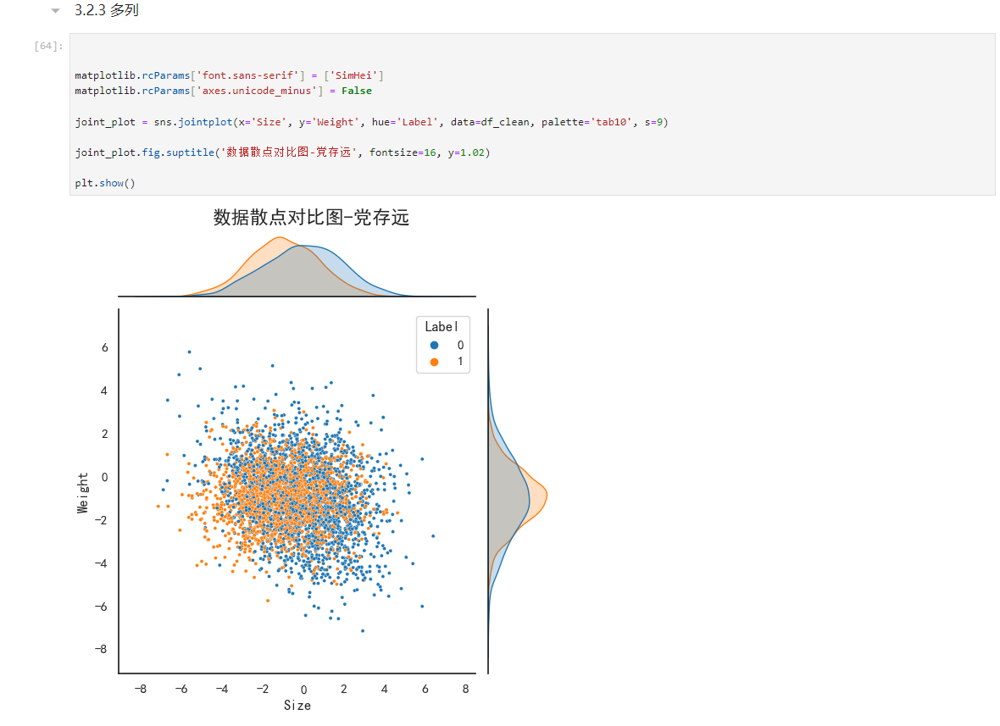 3.2.3 多列
[64]:
matplotlib.rcParams['font.sans-serif'] = ['SimHei']
matplotlib.rcParams['axes.unicode_minus'] = False
joint_plot = sns.jointplot(x='Size', y='Weight', hue='Label', data=df_clean, palette='tab10', s=9)
joint_plot.fig.suptitle('数据散点对比图-党存远', fontsize=16, y=1.02)
plt.show()
数据散点对比图-党存远
Label
0
1
6
4
2
0
−2
−4
−6
−8
Weight
−8 −6 −4 −2 0 2 4 6 8
Size